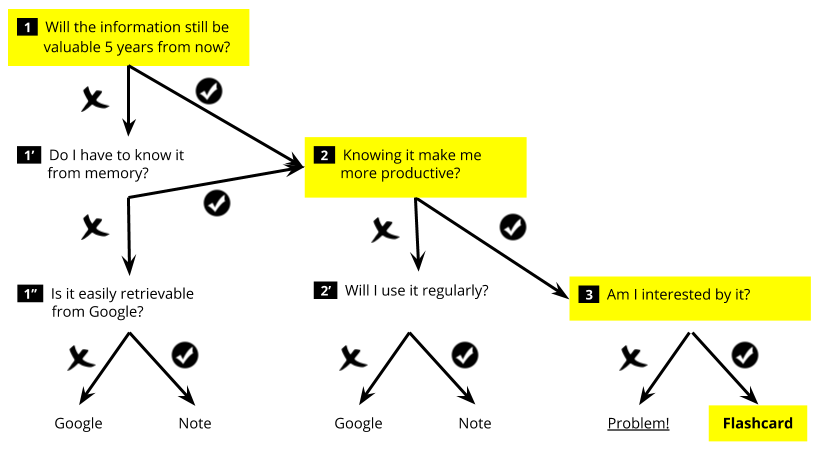 1 Will the information still be
valuable 5 years from now?
1’ Do I have to know it
from memory?
2 Knowing it make me
more productive?
1” Is it easily retrievable
from Google?
2’ Will I use it regularly?
3 Am I interested by it?
Google
Note
Google
Note
Problem!
Flashcard